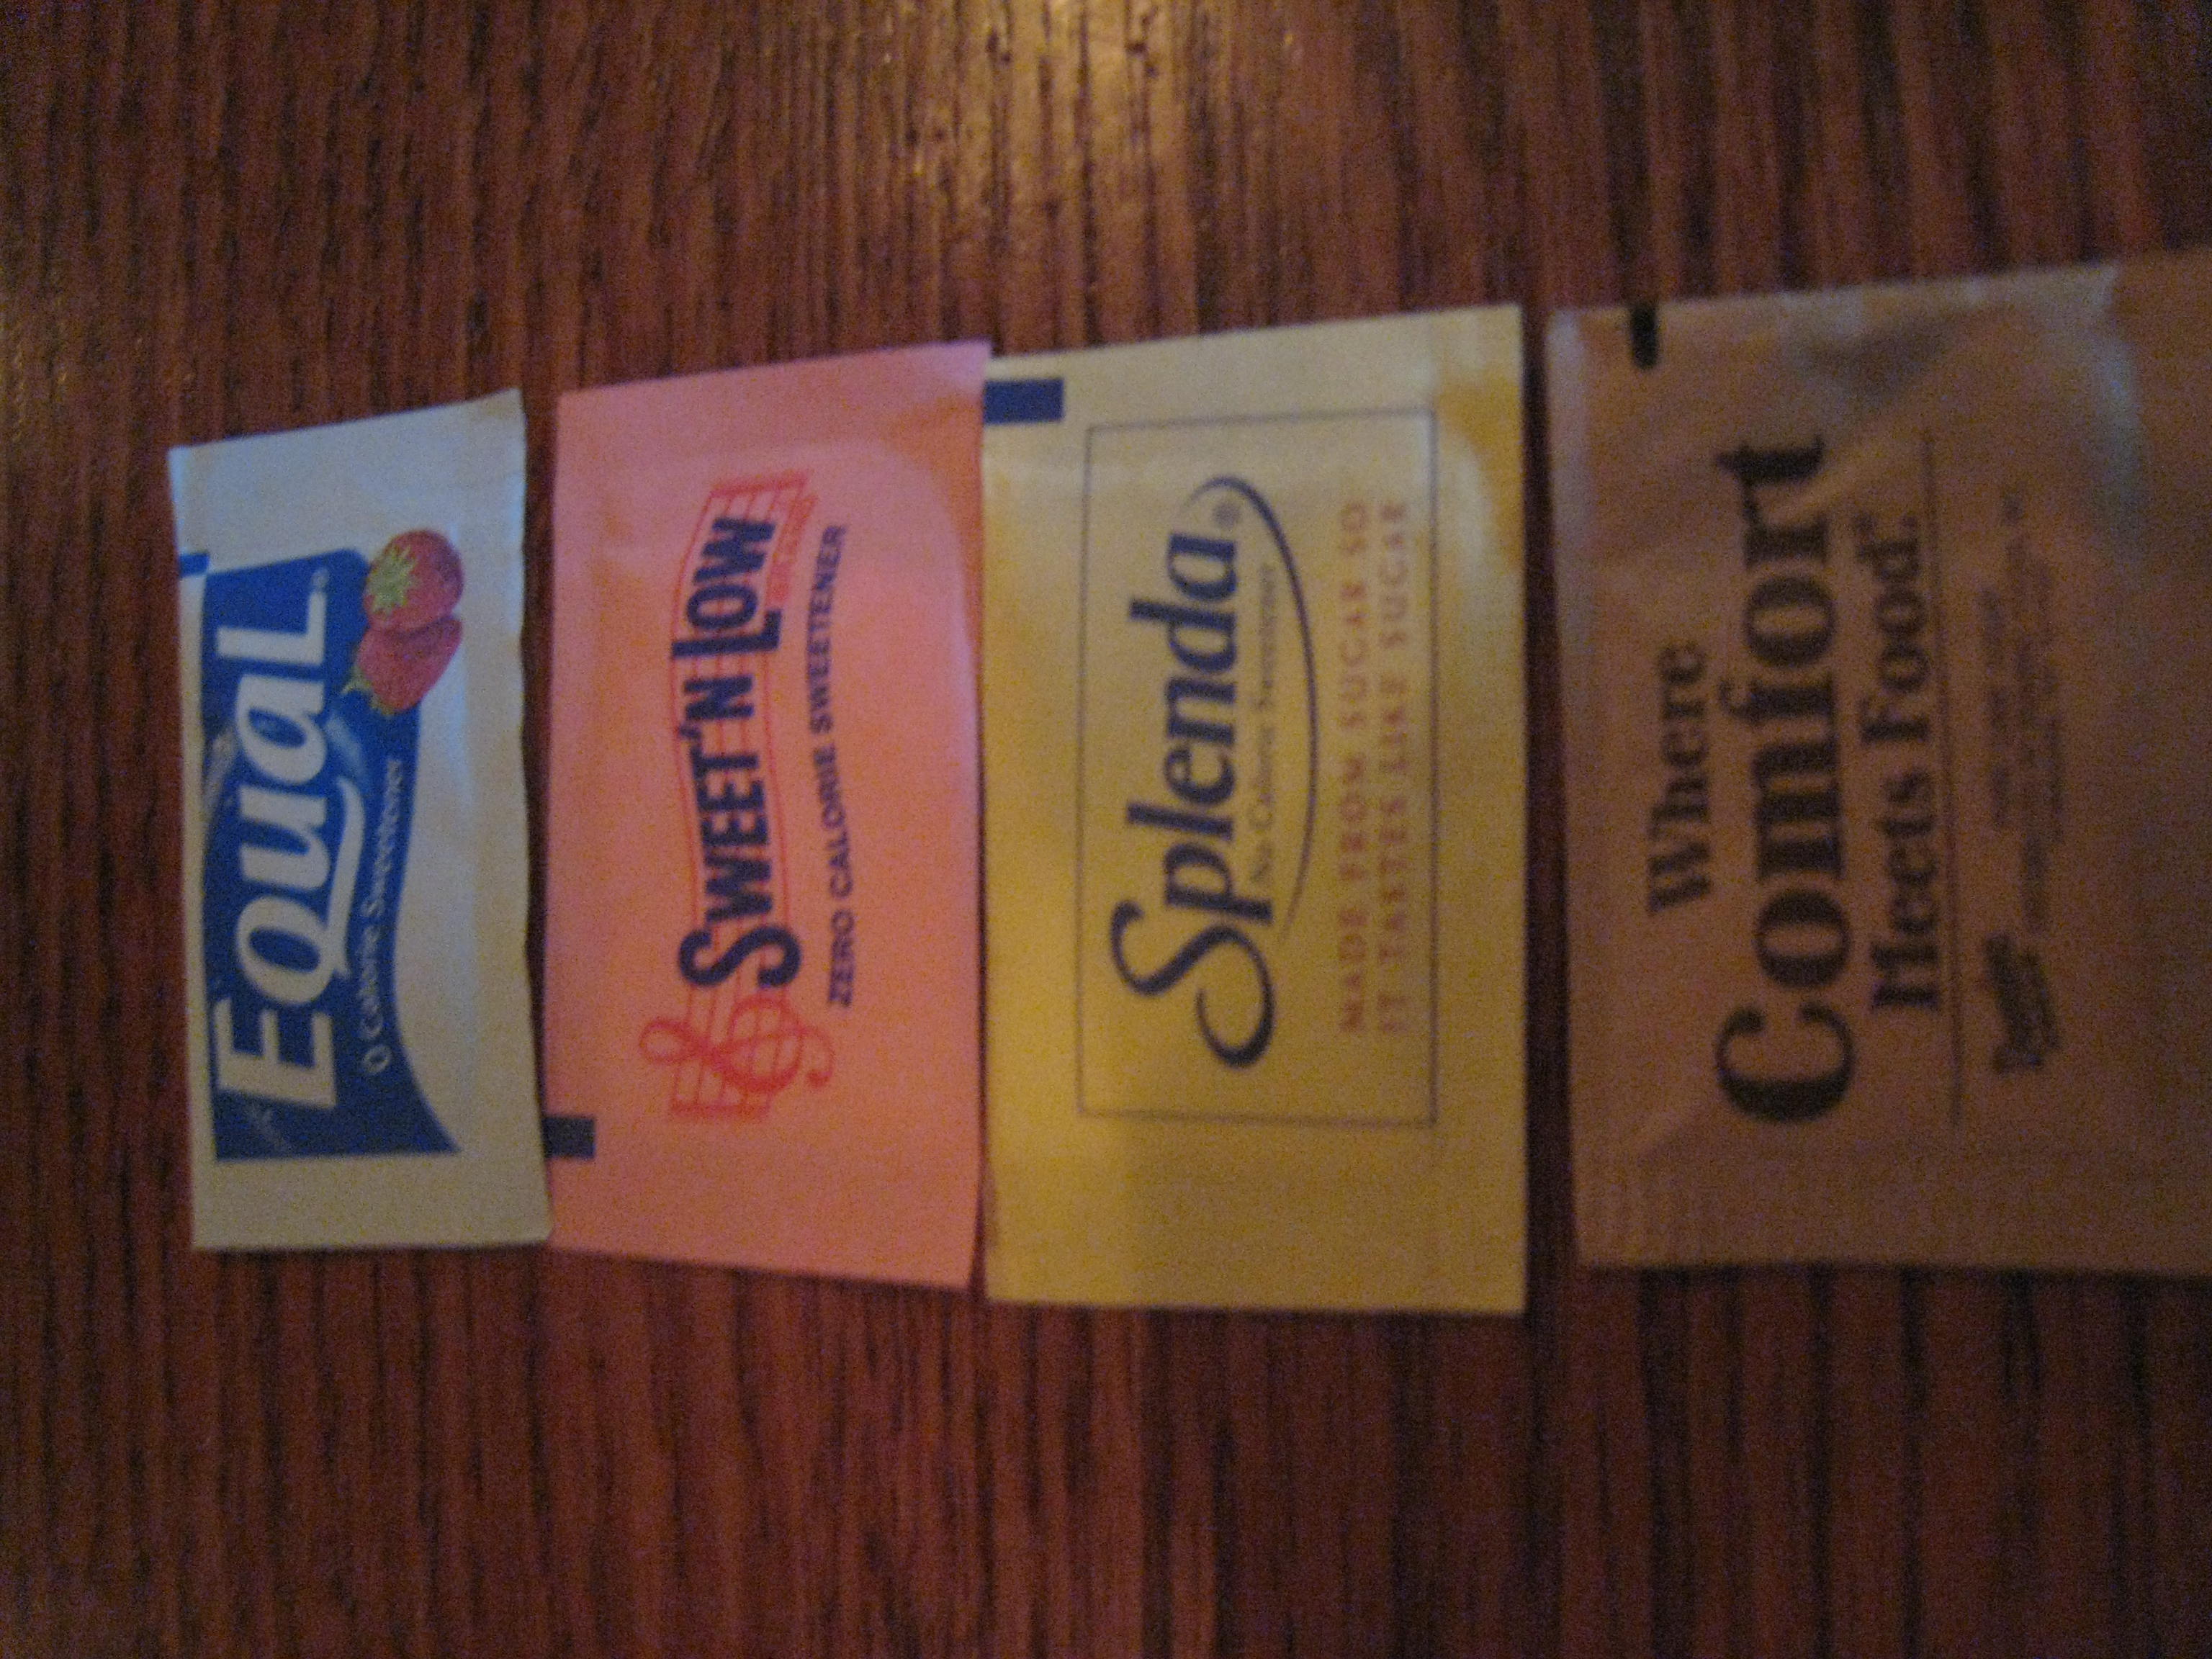 EQUAL
0 Calorie Sweetener
SWEET'N LOW
ZERO CALORIE SWEETENER
Splenda®
No Calorie Sweetener
MADE FROM SUGAR SO
IT TASTES LIKE SUGAR
Where
Comfort
Meets Food.